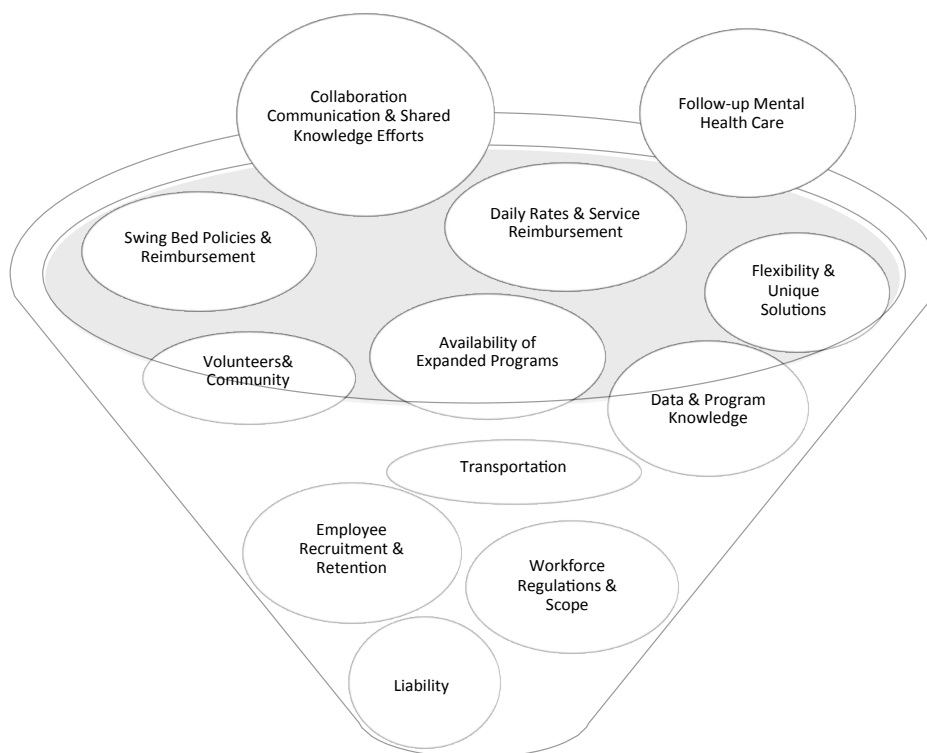 Collaboration
Communication & Shared
Knowledge Efforts
Follow-up Mental
Health Care
Swing Bed Policies &
Reimbursement
Daily Rates & Service
Reimbursement
Flexibility &
Unique
Solutions
Volunteers&
Community
Availability of
Expanded Programs
Data & Program
Knowledge
Transportation
Employee
Recruitment &
Retention
Workforce
Regulations &
Scope
Liability